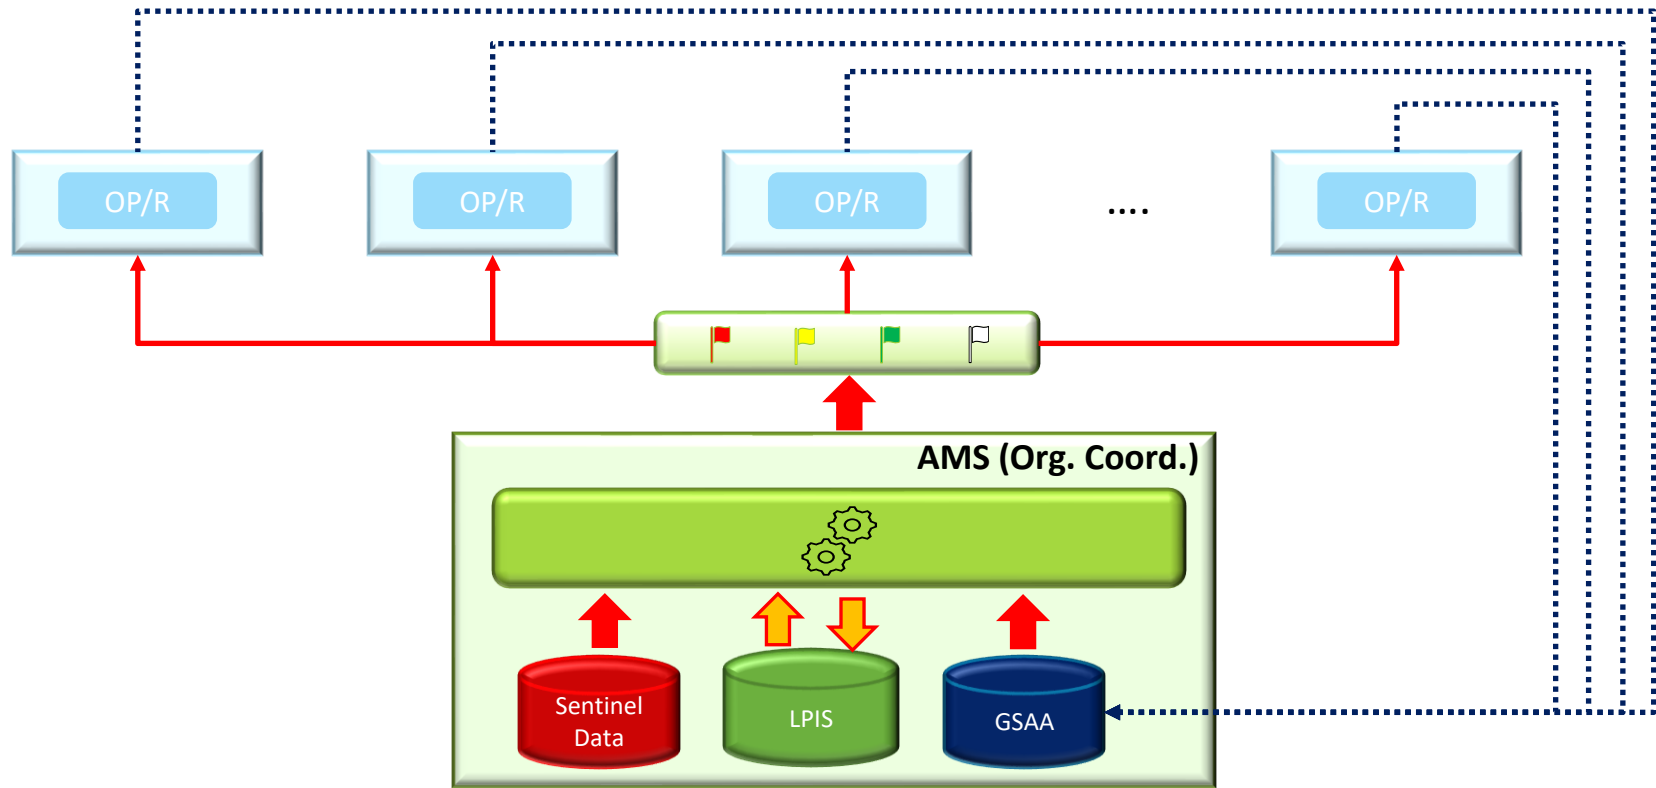 OP/R
OP/R
OP/R
....
OP/R
AMS (Org. Coord.)
Sentinel
Data
LPIS
GSAA